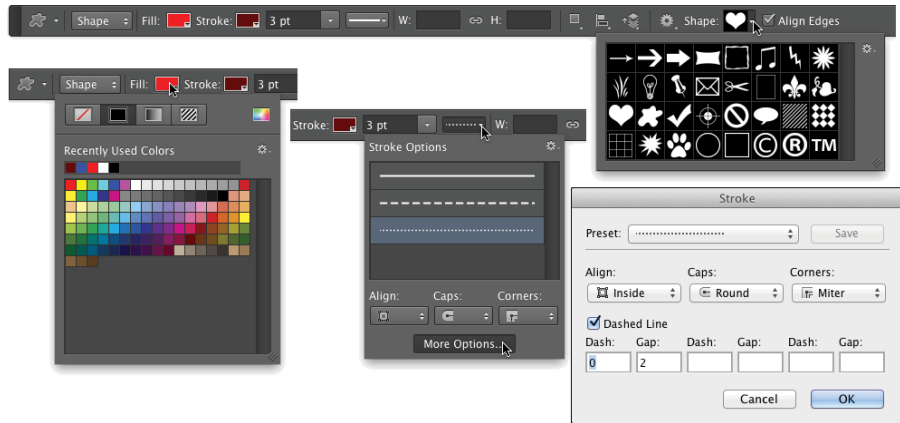 Shape Fill: Stroke: 3 pt W: H: Shape: Align Edges
© ® TM
Shape Fill: Stroke: 3 pt
Recently Used Colors
Stroke: 3 pt W:
Stroke Options
Align: Caps: Corners:
More Options...
Stroke
Preset: Save
Align: Caps: Corners:
Inside Round Miter
Dashed Line
Dash: Gap: Dash: Gap: Dash: Gap:
0 2
Cancel OK